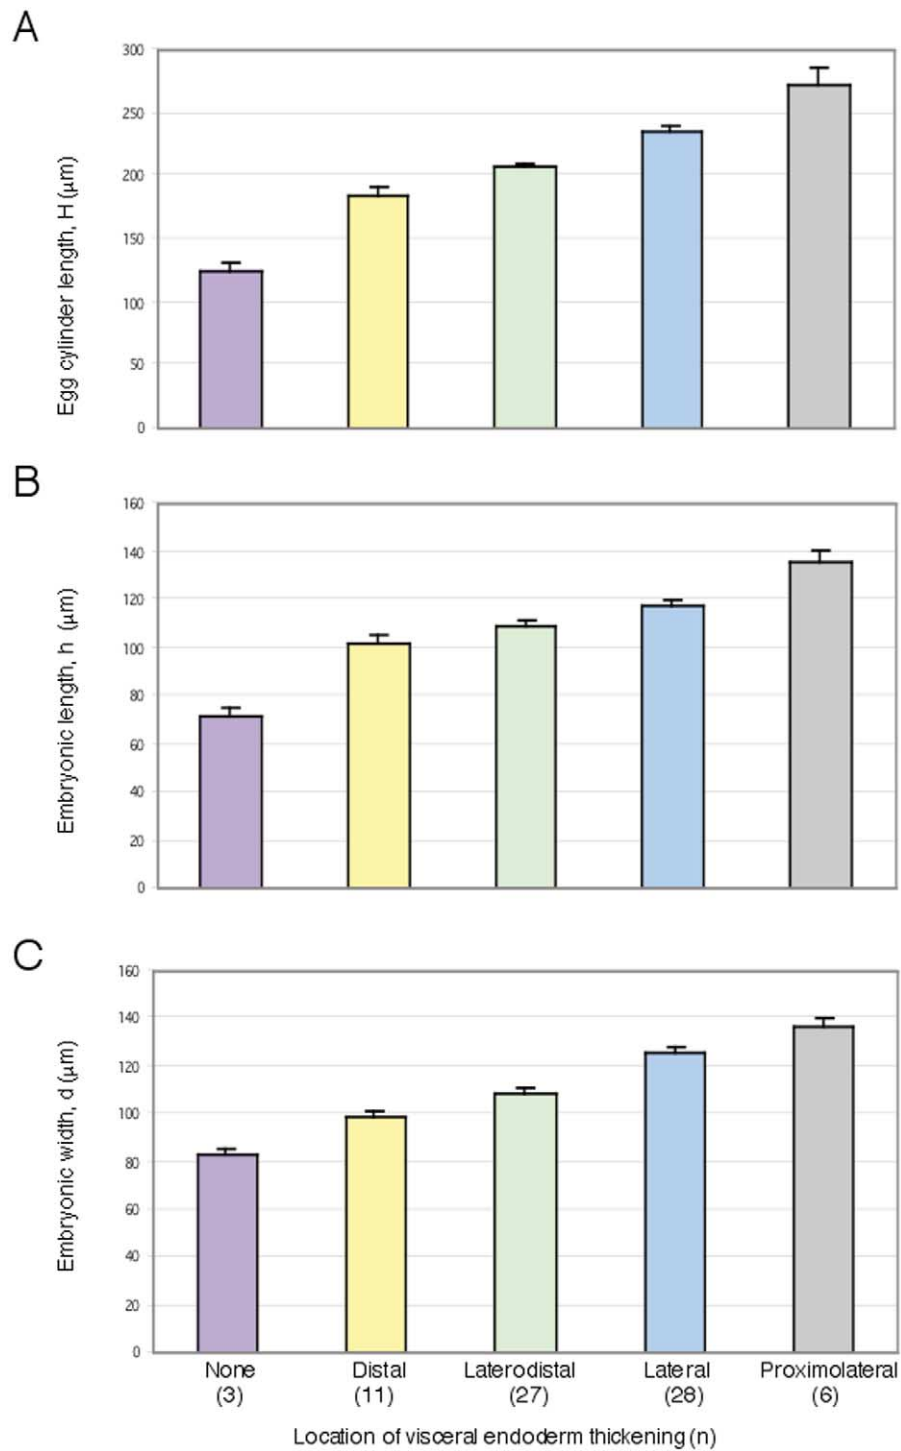 A
300
250
200
150
100
50
0
Egg cylinder length, H (μm)
B
160
140
120
100
80
60
40
20
0
Embryonic length, h (μm)
C
160
140
120
100
80
60
40
20
0
Embryonic width, d (μm)
None Distal Laterodistal Lateral Proximolateral
(3) (11) (27) (28) (6)
Location of visceral endoderm thickening (n)